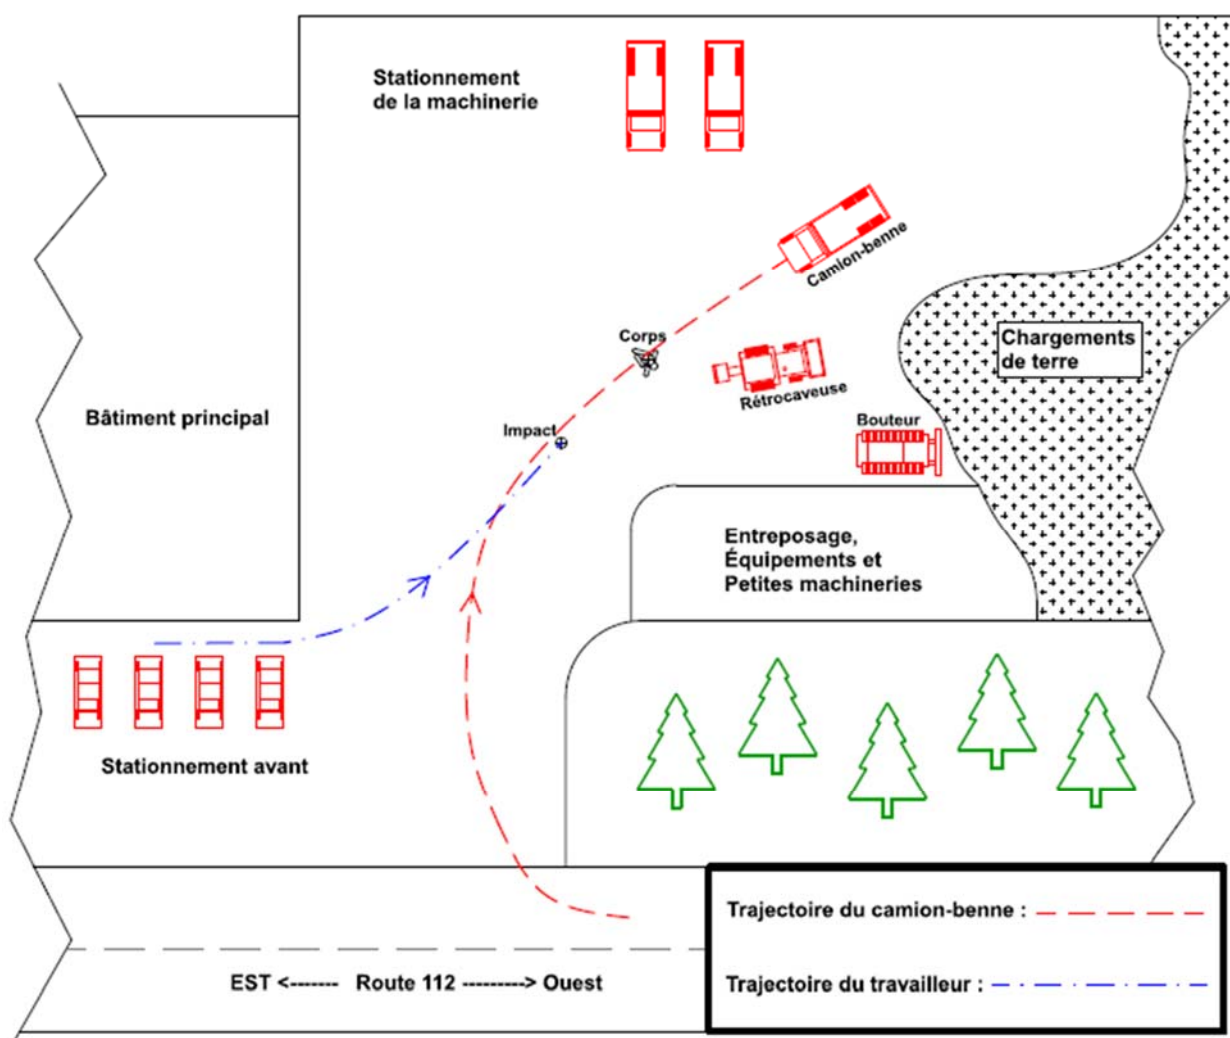 Stationnement
de la machinerie
Camion-benne
Corps
Chargements
de terre
Rétrocaveuse
Bâtiment principal
Impact
Bouteur
Entreposage,
Équipements et
Petites machineries
Stationnement avant
Trajectoire du camion-benne :
EST <------- Route 112 ---------> Ouest
Trajectoire du travailleur :